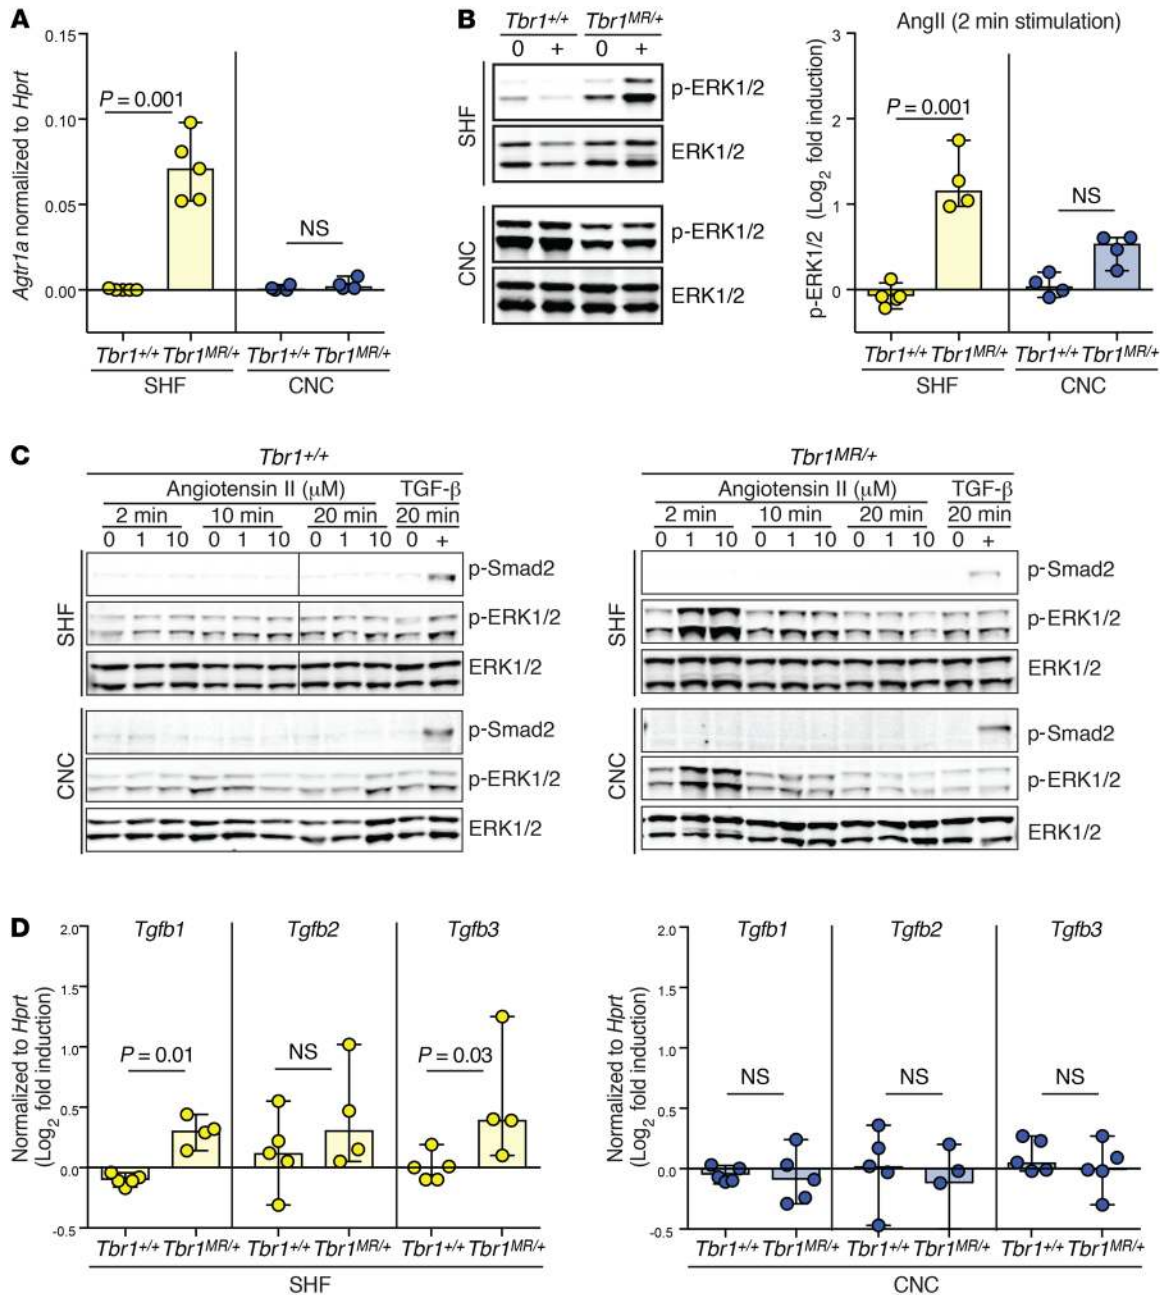 A
Agtr1a normalized to Hprt
0.15
0.10
0.05
0.00
P = 0.001
NS
Tbr1+/+ Tbr1MR/+ Tbr1+/+ Tbr1MR/+
SHF CNC
B
Tbr1+/+ Tbr1MR/+
0 + 0 +
SHF
p-ERK1/2
ERK1/2
CNC
p-ERK1/2
ERK1/2
AngII (2 min stimulation)
p-ERK1/2 (Log2 fold induction)
3
2
1
0
P = 0.001
NS
Tbr1+/+ Tbr1MR/+ Tbr1+/+ Tbr1MR/+
SHF CNC
C
Tbr1+/+
Angiotensin II (μM) TGF-β
2 min 10 min 20 min 20 min
0 1 10 0 1 10 0 1 10 0 +
SHF
p-Smad2
p-ERK1/2
ERK1/2
CNC
p-Smad2
p-ERK1/2
ERK1/2
Tbr1MR/+
Angiotensin II (μM) TGF-β
2 min 10 min 20 min 20 min
0 1 10 0 1 10 0 1 10 0 +
SHF
p-Smad2
p-ERK1/2
ERK1/2
CNC
p-Smad2
p-ERK1/2
ERK1/2
D
Normalized to Hprt
(Log2 fold induction)
2.0
1.5
1.0
0.5
0.0
-0.5
Tgfb1 Tgfb2 Tgfb3
P = 0.01 NS P = 0.03
Tbr1+/+ Tbr1MR/+ Tbr1+/+ Tbr1MR/+ Tbr1+/+ Tbr1MR/+
SHF
Normalized to Hprt
(Log2 fold induction)
2.0
1.5
1.0
0.5
0.0
-0.5
Tgfb1 Tgfb2 Tgfb3
NS NS NS
Tbr1+/+ Tbr1MR/+ Tbr1+/+ Tbr1MR/+ Tbr1+/+ Tbr1MR/+
CNC